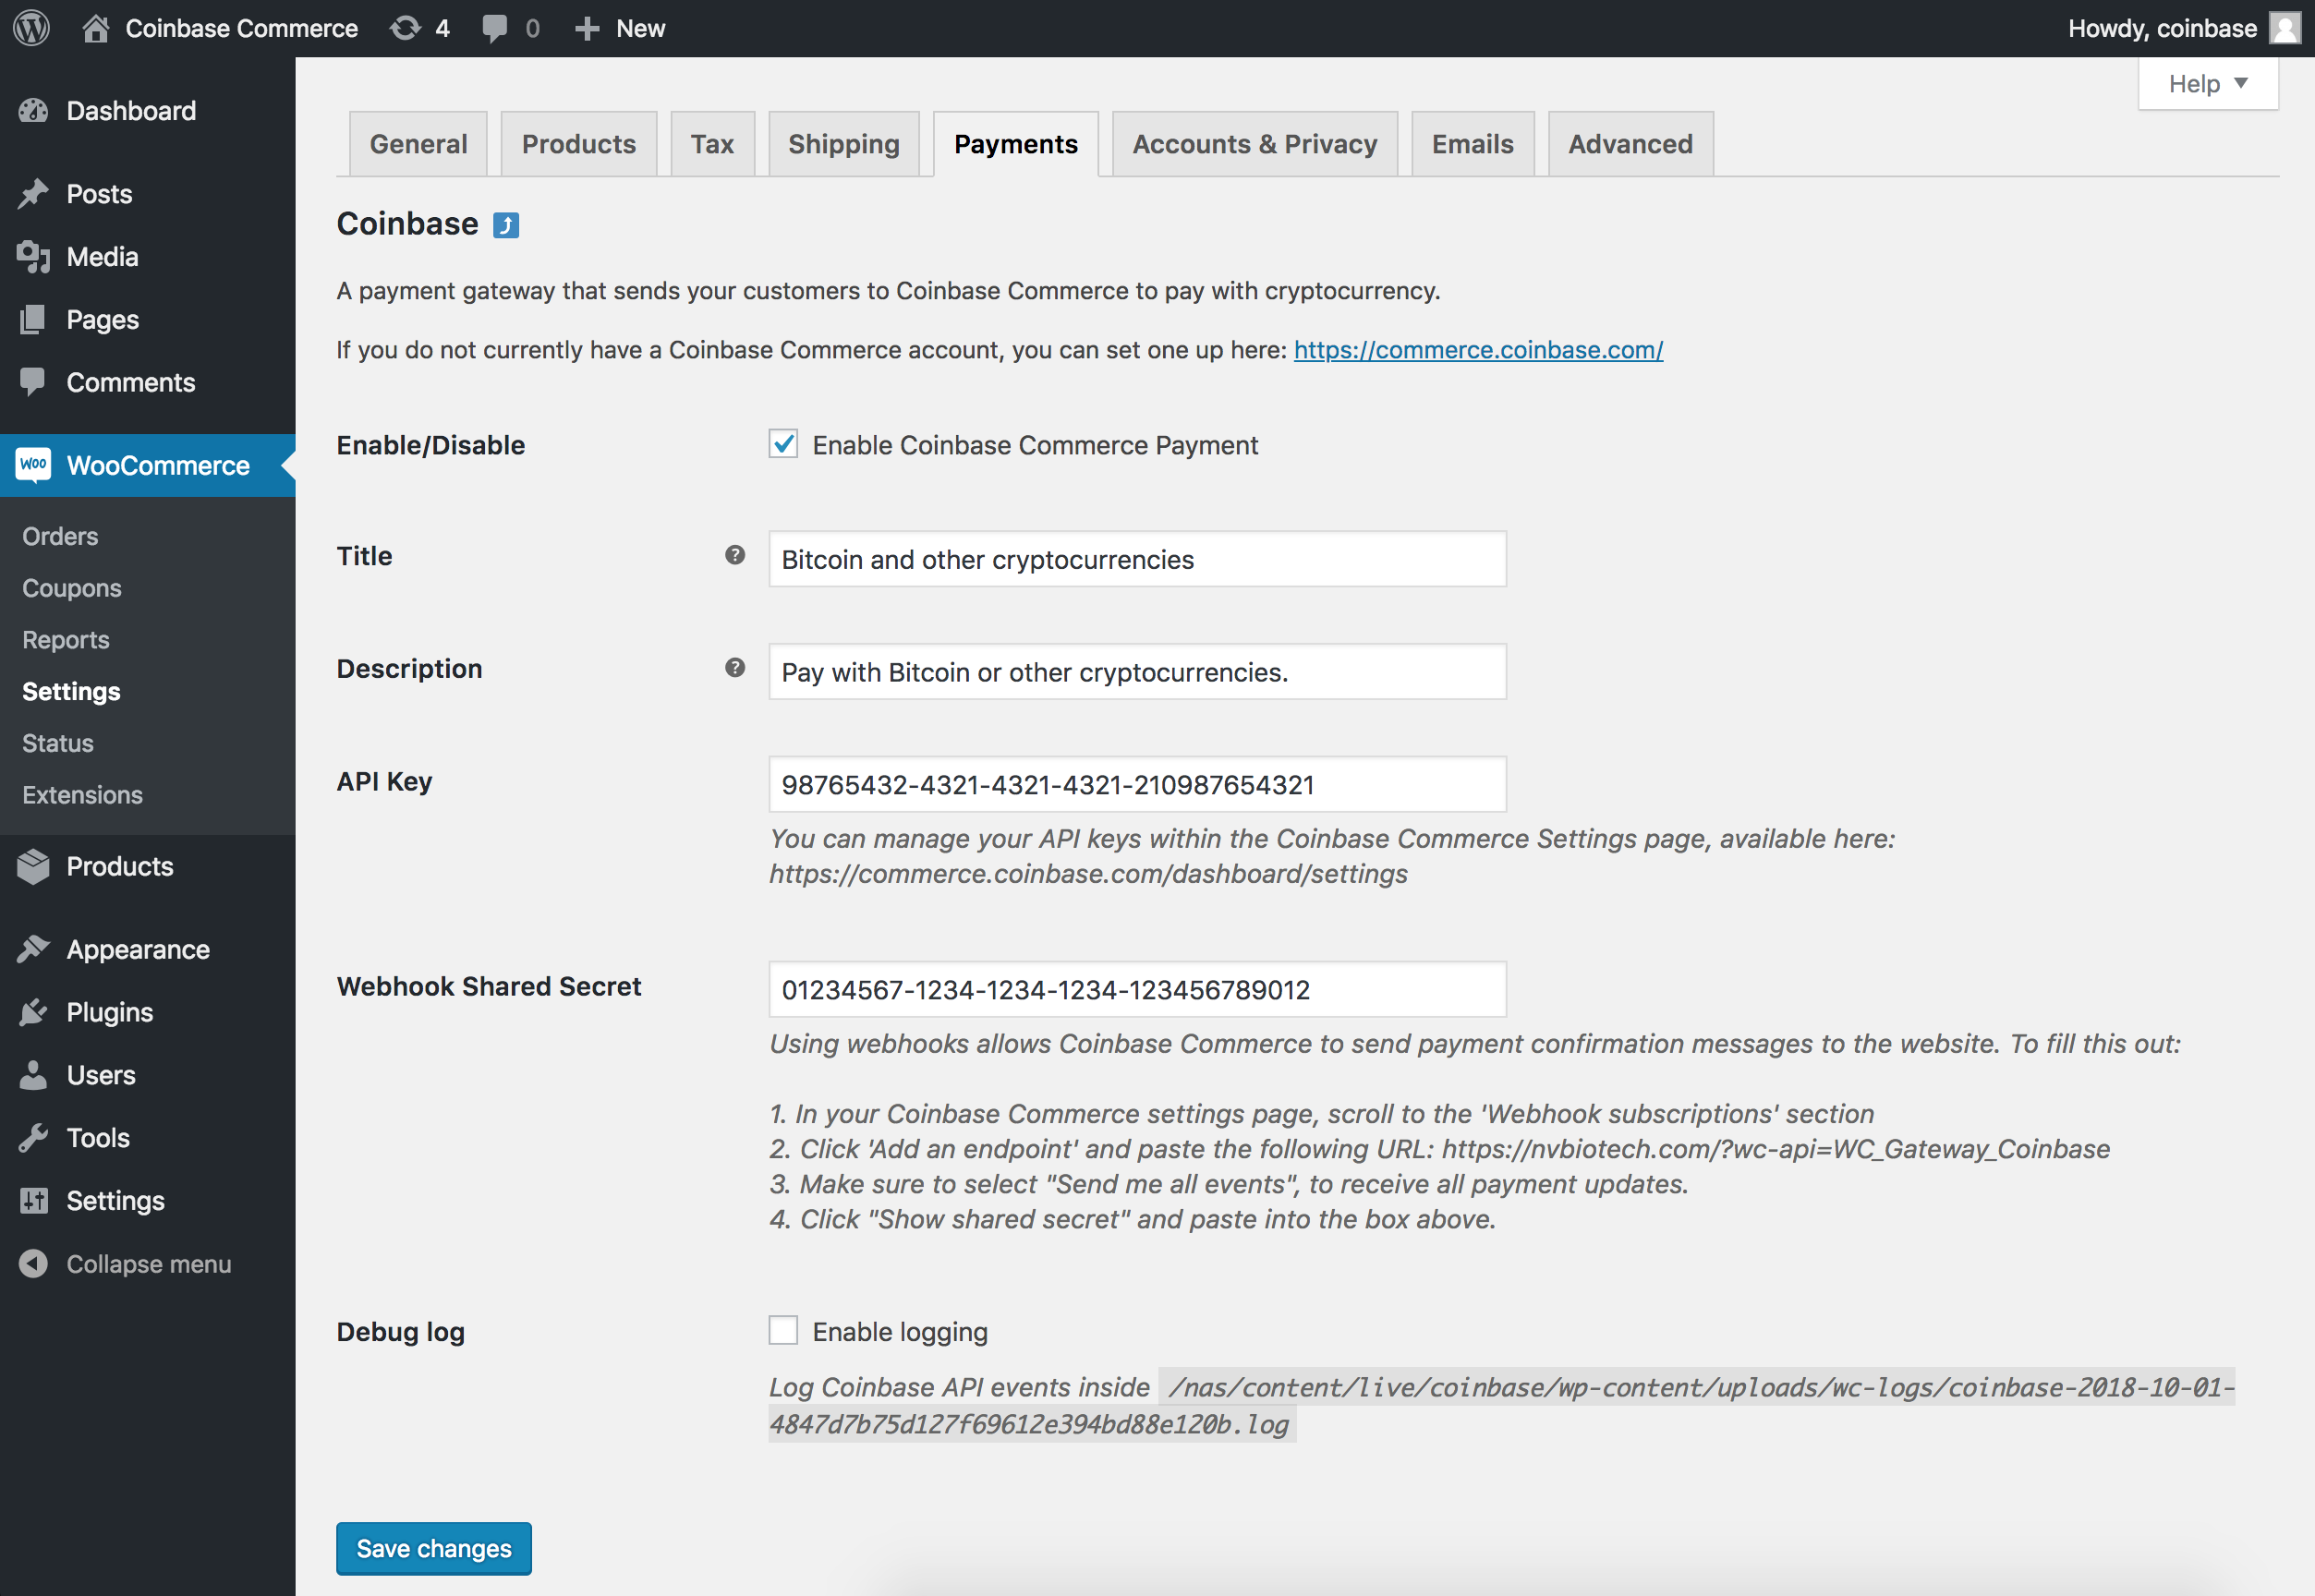 Coinbase Commerce 4 0 New Howdy, coinbase
Help
Dashboard
Posts
Media
Pages
Comments
WOO WooCommerce
Orders
Coupons
Reports
Settings
Status
Extensions
Products
Appearance
Plugins
Users
Tools
Settings
Collapse menu
General Products Tax Shipping Payments Accounts & Privacy Emails Advanced
Coinbase
A payment gateway that sends your customers to Coinbase Commerce to pay with cryptocurrency.
If you do not currently have a Coinbase Commerce account, you can set one up here: https://commerce.coinbase.com/
Enable/Disable Enable Coinbase Commerce Payment
Title ? Bitcoin and other cryptocurrencies
Description ? Pay with Bitcoin or other cryptocurrencies.
API Key 98765432-4321-4321-4321-210987654321
You can manage your API keys within the Coinbase Commerce Settings page, available here:
https://commerce.coinbase.com/dashboard/settings
Webhook Shared Secret 01234567-1234-1234-1234-123456789012
Using webhooks allows Coinbase Commerce to send payment confirmation messages to the website. To fill this out:
1. In your Coinbase Commerce settings page, scroll to the 'Webhook subscriptions' section
2. Click 'Add an endpoint' and paste the following URL: https://nvbiotech.com/?wc-api=WC_Gateway_Coinbase
3. Make sure to select "Send me all events", to receive all payment updates.
4. Click "Show shared secret" and paste into the box above.
Debug log Enable logging
Log Coinbase API events inside /nas/content/live/coinbase/wp-content/uploads/wc-logs/coinbase-2018-10-01-
4847d7b75d127f69612e394bd88e120b.log
Save changes